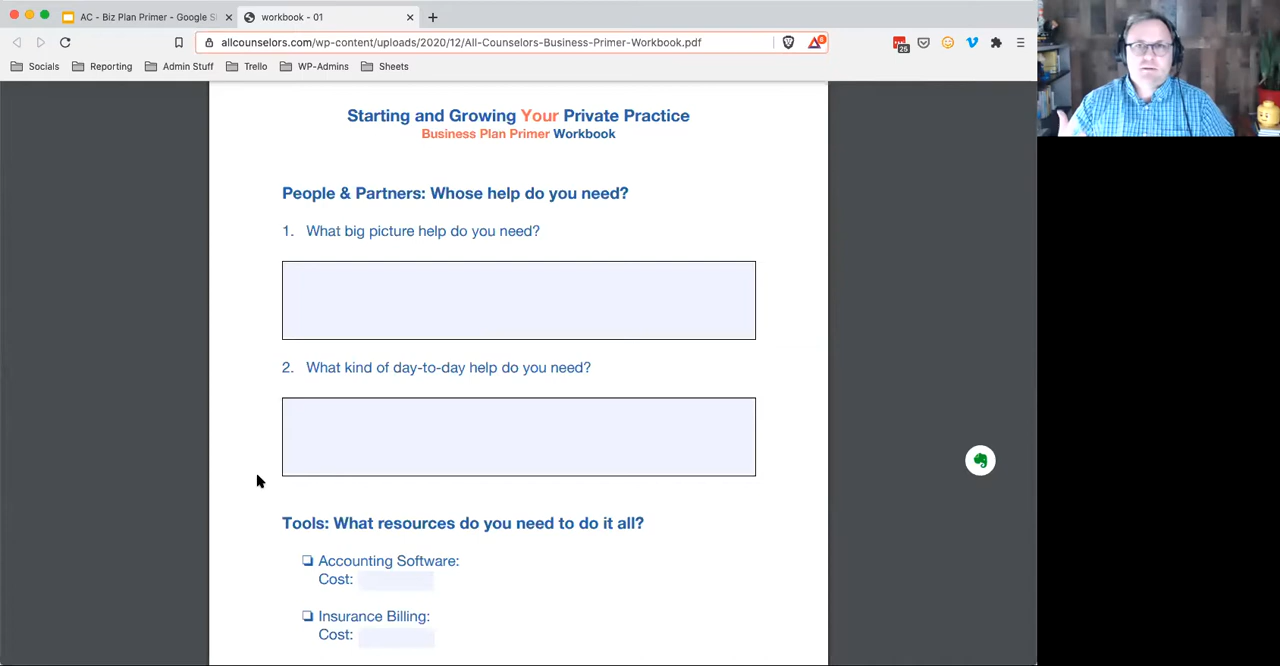 AC - Biz Plan Primer - Google Sl
workbook - 01
allcounselors.com/wp-content/uploads/2020/12/All-Counselors-Business-Primer-Workbook.pdf
6
26
Socials
Reporting
Admin Stuff
Trello
WP-Admins
Sheets
Starting and Growing Your Private Practice
Business Plan Primer Workbook
People & Partners: Whose help do you need?
1. What big picture help do you need?
2. What kind of day-to-day help do you need?
Tools: What resources do you need to do it all?
Accounting Software:
Cost:
Insurance Billing:
Cost: